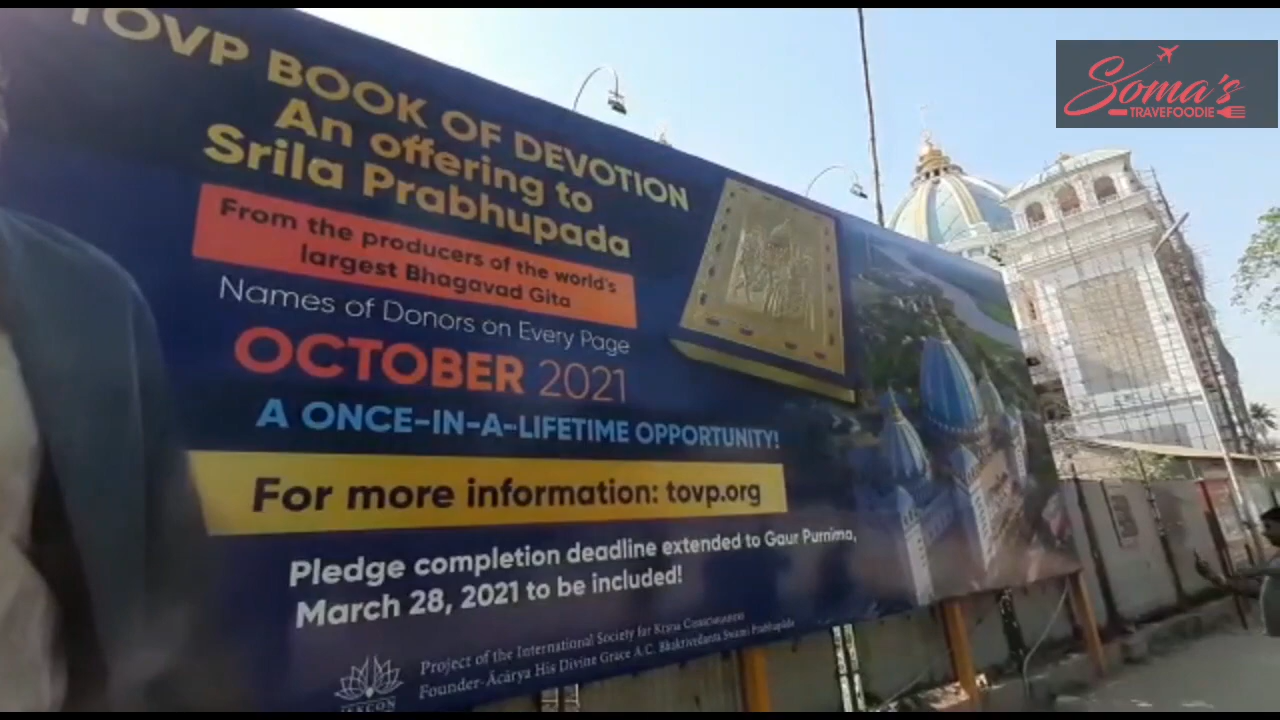 TOVP BOOK OF DEVOTION
An offering to
Srila Prabhupada
From the producers of the world's
largest Bhagavad Gita
Names of Donors on Every Page
OCTOBER 2021
A ONCE-IN-A-LIFETIME OPPORTUNITY!
For more information: tovp.org
Pledge completion deadline extended to Gaur Purnima,
March 28, 2021 to be included!
Project of the International Society for Krsna Consciousness
Founder-Ācārya His Divine Grace A.C. Bhaktivedanta Swami Prabhupāda
ISKCON
Soma's
TRAVEFOODIE